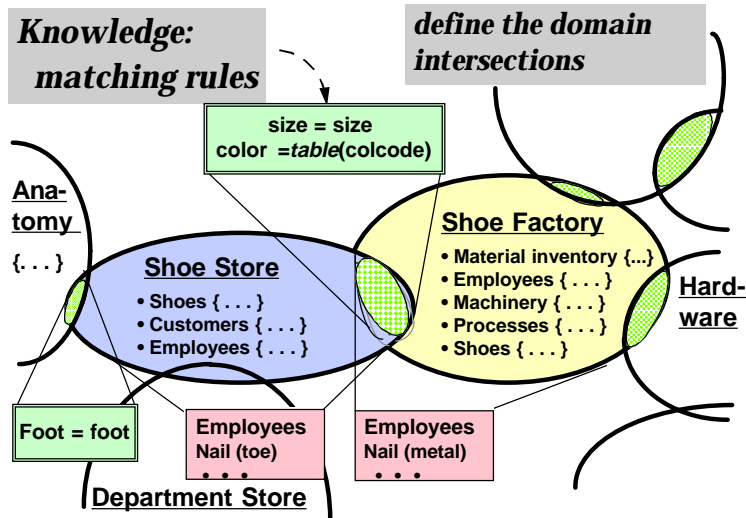 Knowledge:
matching rules
define the domain
intersections
size = size
color =table(colcode)
Ana-
tomy
{. . . }
Shoe Store
• Shoes { . . . }
• Customers { . . . }
• Employees { . . . }
Shoe Factory
• Material inventory {...}
• Employees { . . . }
• Machinery { . . . }
• Processes { . . . }
• Shoes { . . . }
Hard-
ware
Foot = foot
Employees
Nail (toe)
• • •
Employees
Nail (metal)
• • •
Department Store